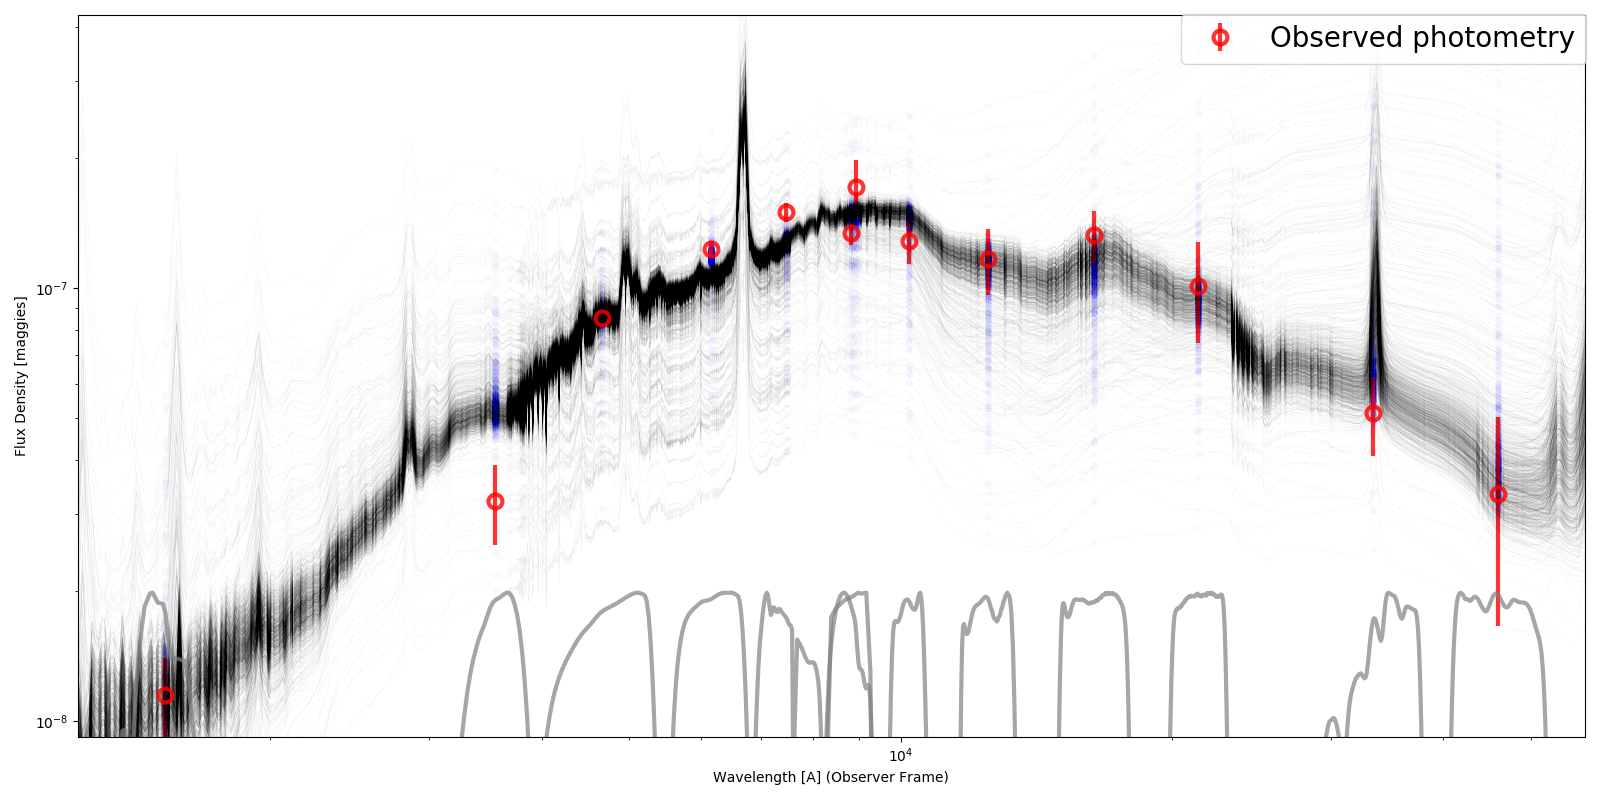 Observed photometry
Flux Density [maggies]
10⁻⁷
10⁻⁸
10⁴
Wavelength [A] (Observer Frame)